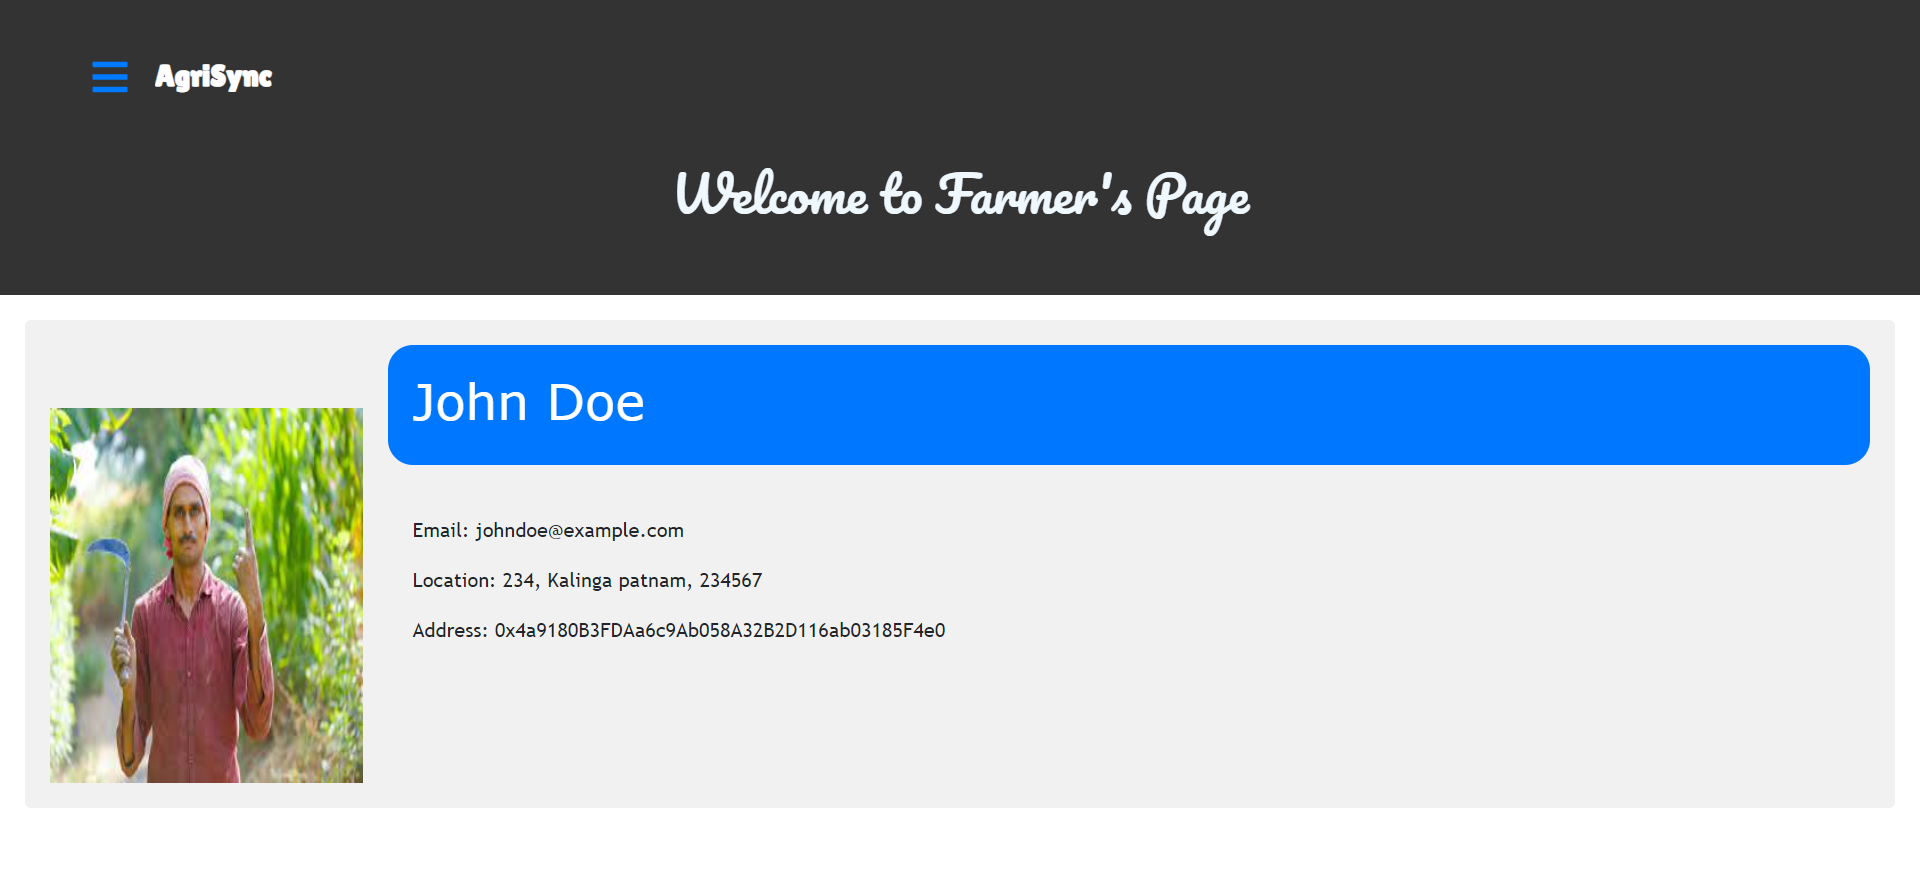 AgriSync
Welcome to Farmer's Page
John Doe
Email: johndoe@example.com
Location: 234, Kalinga patnam, 234567
Address: 0x4a9180B3FDAa6c9Ab058A32B2D116ab03185F4e0